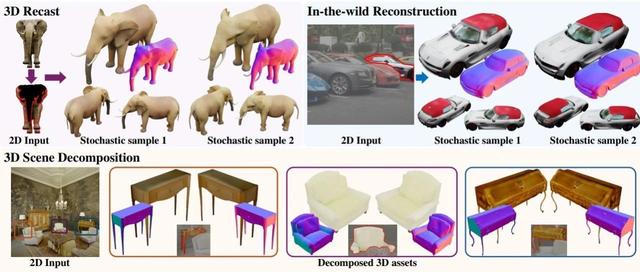 3D Recast
In-the-wild Reconstruction
2D Input
Stochastic sample 1
Stochastic sample 2
2D Input
Stochastic sample 1
Stochastic sample 2
3D Scene Decomposition
2D Input
Decomposed 3D assets